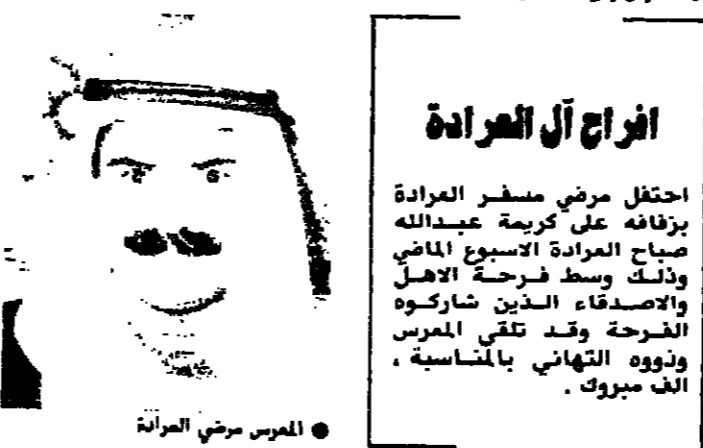 افراح آل العرادة
احتفل مرضي مسفر العرادة
بزفافه على كريمة عبدالله
صباح العرادة الاسبوع الماضي
وذلك وسط فرحة الاهل
والاصدقاء الذين شاركوه
الفرحة وقد تلقي المعرس
وذووه التهاني بالمناسبة ،
الف مبروك .
● المعرس مرضي العرادة